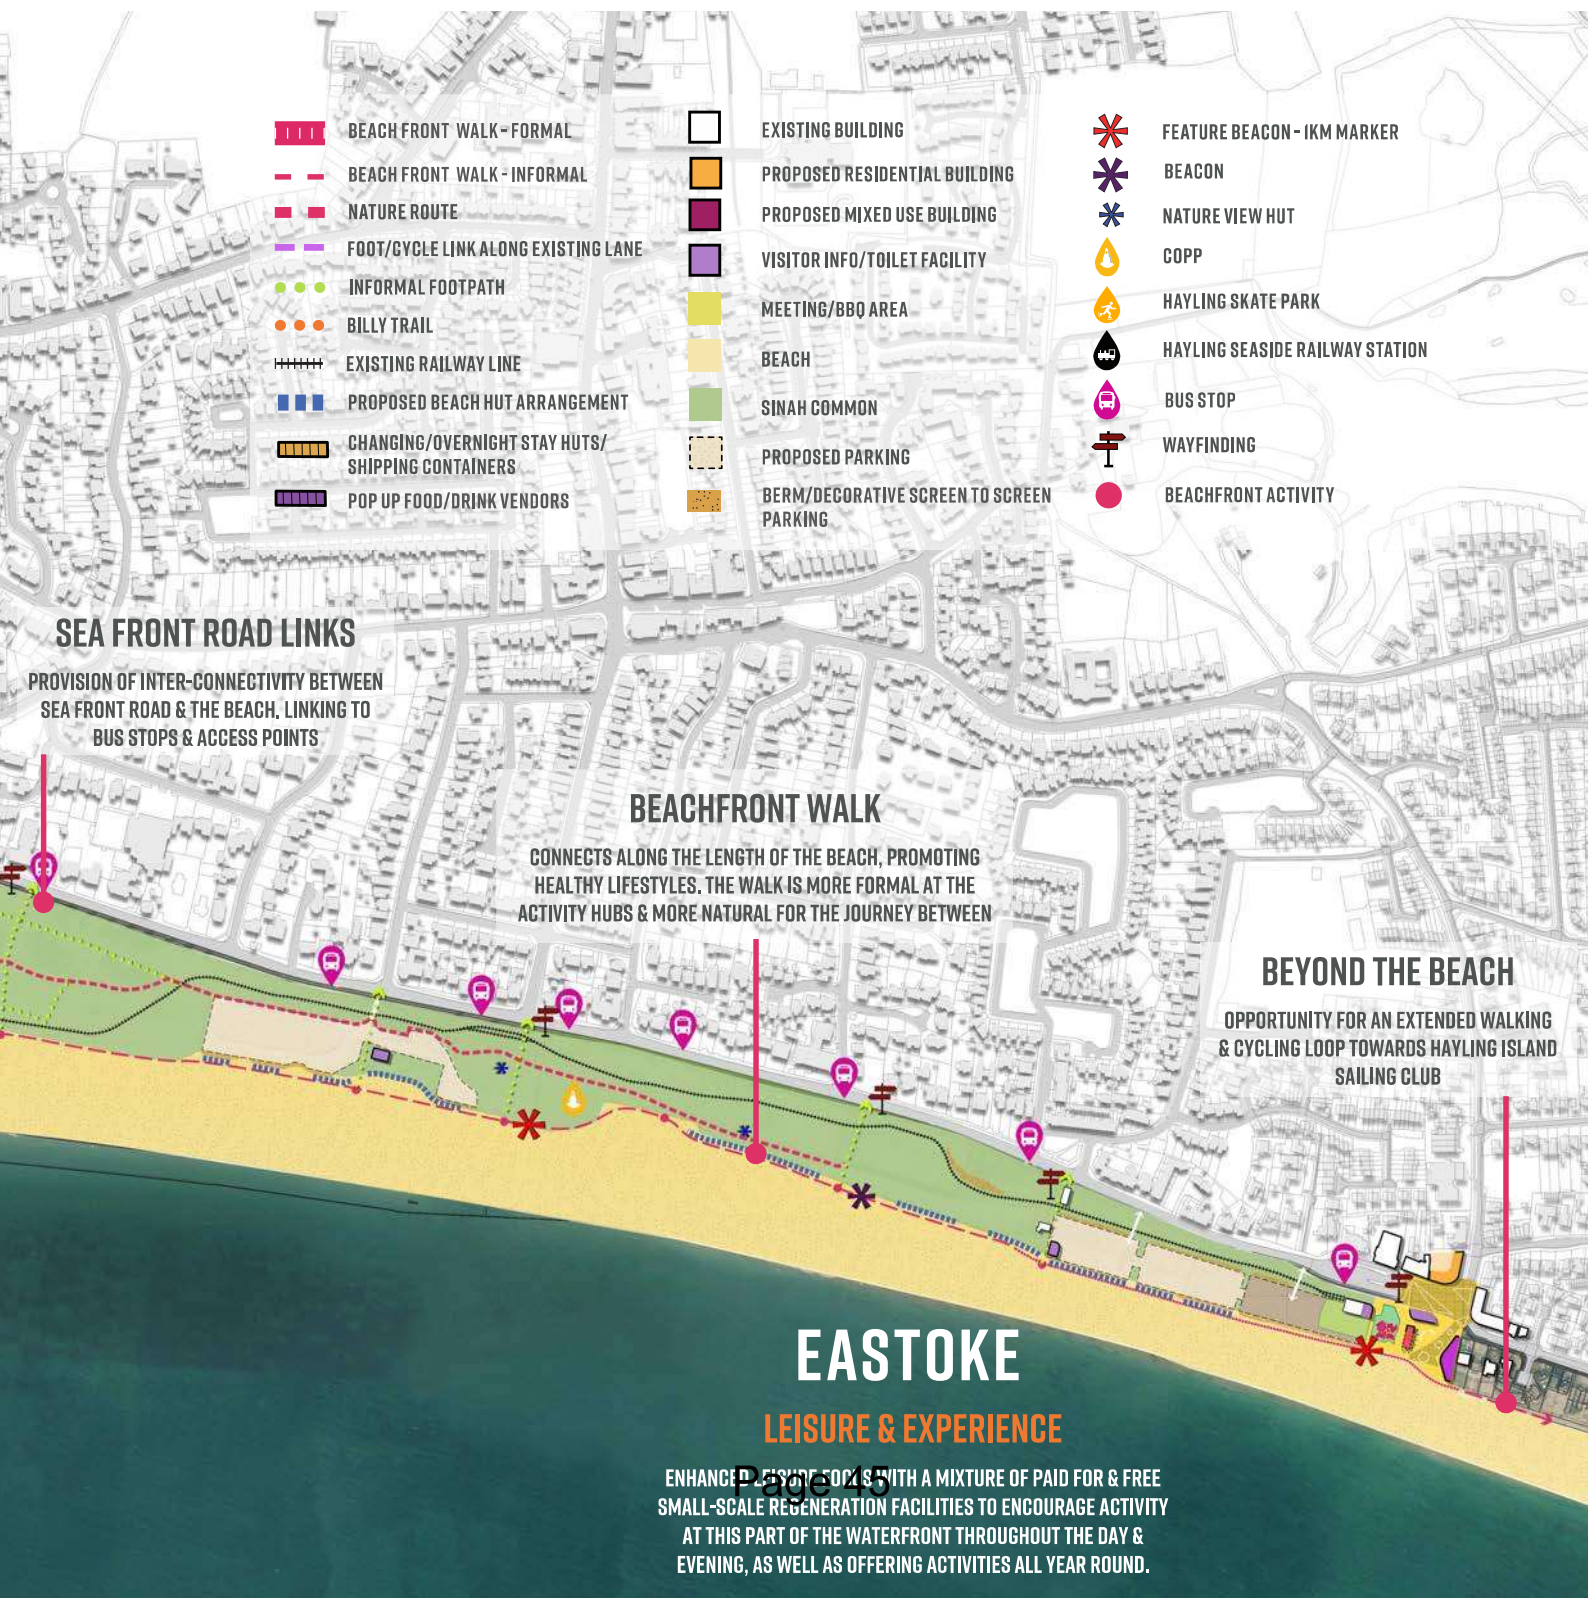 BEACH FRONT WALK - FORMAL
BEACH FRONT WALK - INFORMAL
NATURE ROUTE
FOOT/CYCLE LINK ALONG EXISTING LANE
INFORMAL FOOTPATH
BILLY TRAIL
EXISTING RAILWAY LINE
PROPOSED BEACH HUT ARRANGEMENT
CHANGING/OVERNIGHT STAY HUTS/
SHIPPING CONTAINERS
POP UP FOOD/DRINK VENDORS
EXISTING BUILDING
PROPOSED RESIDENTIAL BUILDING
PROPOSED MIXED USE BUILDING
VISITOR INFO/TOILET FACILITY
MEETING/BBQ AREA
BEACH
SINAH COMMON
PROPOSED PARKING
BERM/DECORATIVE SCREEN TO SCREEN
PARKING
FEATURE BEACON - 1KM MARKER
BEACON
NATURE VIEW HUT
COPP
HAYLING SKATE PARK
HAYLING SEASIDE RAILWAY STATION
BUS STOP
WAYFINDING
BEACHFRONT ACTIVITY
SEA FRONT ROAD LINKS
PROVISION OF INTER-CONNECTIVITY BETWEEN
SEA FRONT ROAD & THE BEACH, LINKING TO
BUS STOPS & ACCESS POINTS
BEACHFRONT WALK
CONNECTS ALONG THE LENGTH OF THE BEACH, PROMOTING
HEALTHY LIFESTYLES. THE WALK IS MORE FORMAL AT THE
ACTIVITY HUBS & MORE NATURAL FOR THE JOURNEY BETWEEN
BEYOND THE BEACH
OPPORTUNITY FOR AN EXTENDED WALKING
& CYCLING LOOP TOWARDS HAYLING ISLAND
SAILING CLUB
EASTOKE
LEISURE & EXPERIENCE
ENHANCED LEISURE FOCUS WITH A MIXTURE OF PAID FOR & FREE
Page 45
SMALL-SCALE REGENERATION FACILITIES TO ENCOURAGE ACTIVITY
AT THIS PART OF THE WATERFRONT THROUGHOUT THE DAY &
EVENING, AS WELL AS OFFERING ACTIVITIES ALL YEAR ROUND.